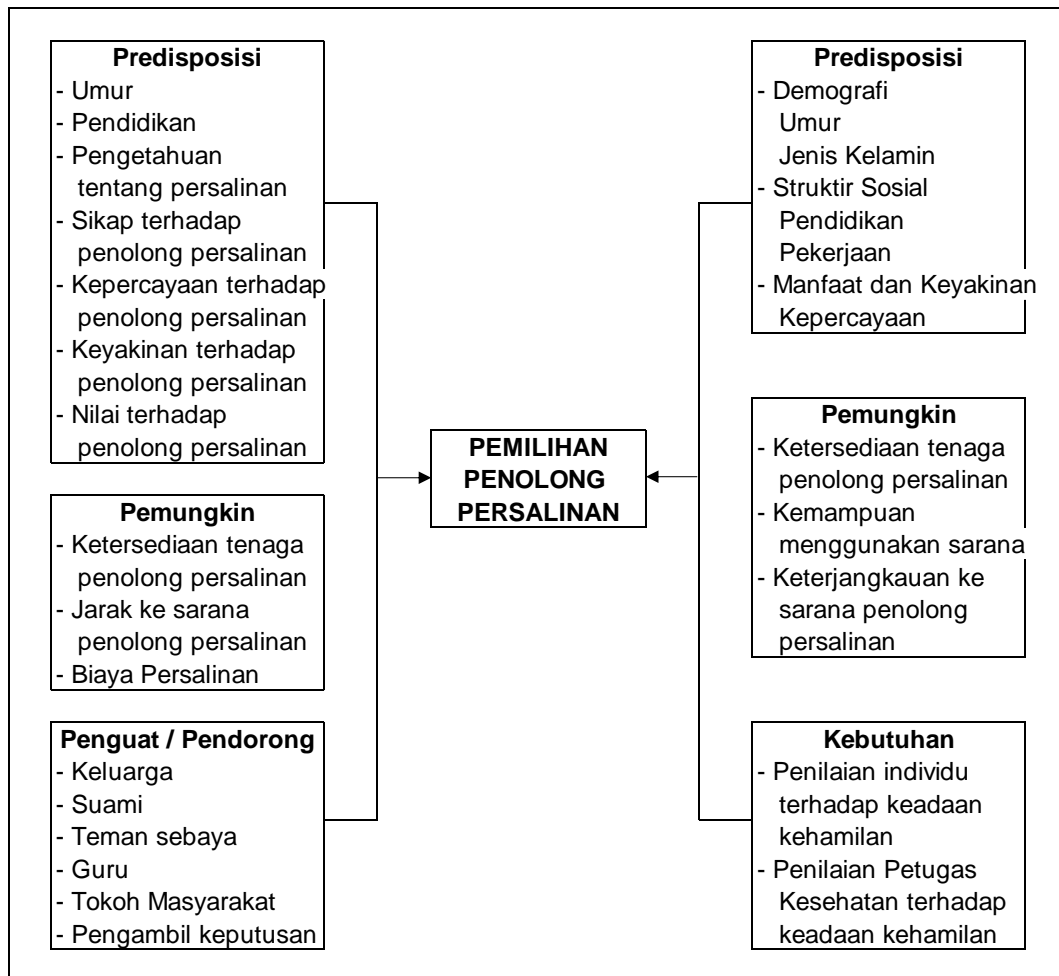 Predisposisi
- Umur
- Pendidikan
- Pengetahuan
tentang persalinan
- Sikap terhadap
penolong persalinan
- Kepercayaan terhadap
penolong persalinan
- Keyakinan terhadap
penolong persalinan
- Nilai terhadap
penolong persalinan
Pemungkin
- Ketersediaan tenaga
penolong persalinan
- Jarak ke sarana
penolong persalinan
- Biaya Persalinan
Penguat / Pendorong
- Keluarga
- Suami
- Teman sebaya
- Guru
- Tokoh Masyarakat
- Pengambil keputusan
PEMILIHAN
PENOLONG
PERSALINAN
Predisposisi
- Demografi
Umur
Jenis Kelamin
- Struktir Sosial
Pendidikan
Pekerjaan
- Manfaat dan Keyakinan
Kepercayaan
Pemungkin
- Ketersediaan tenaga
penolong persalinan
- Kemampuan
menggunakan sarana
- Keterjangkauan ke
sarana penolong
persalinan
Kebutuhan
- Penilaian individu
terhadap keadaan
kehamilan
- Penilaian Petugas
Kesehatan terhadap
keadaan kehamilan